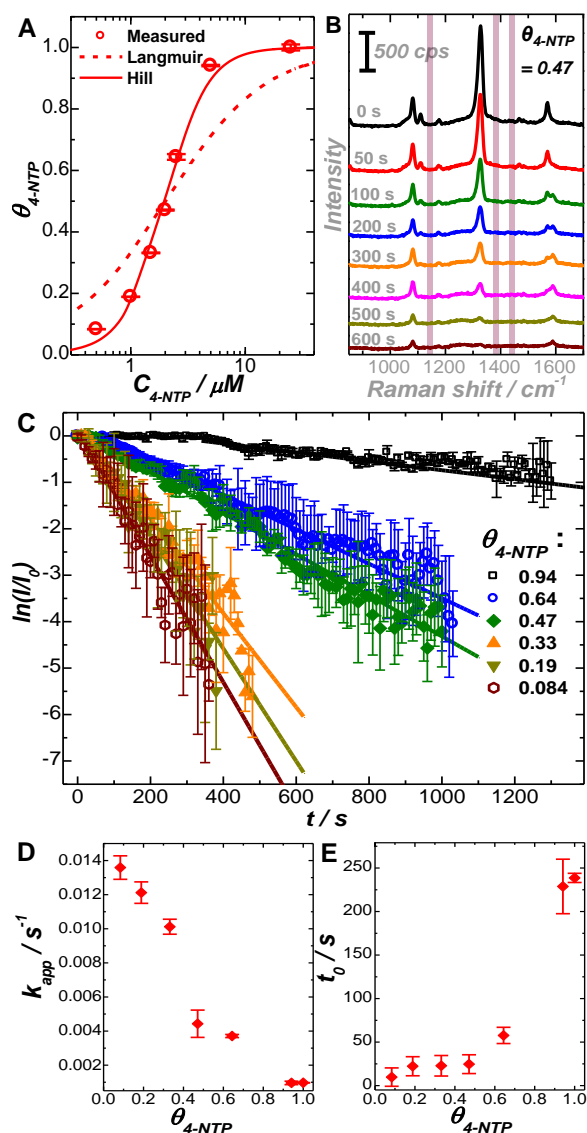 A
1.0
0.8
0.6
0.4
0.2
0.0
θ4-NTP
Measured
Langmuir
Hill
1
10
C4-NTP / μM
B
500 cps
θ4-NTP
= 0.47
0 s
50 s
100 s
200 s
300 s
400 s
500 s
600 s
Intensity
1000 1200 1400 1600
Raman shift / cm-1
C
0
-1
-2
-3
-4
-5
-6
-7
ln(I/I0)
θ4-NTP :
0.94
0.64
0.47
0.33
0.19
0.084
0 200 400 600 800 1000 1200
t / s
D
0.014
0.012
0.010
0.008
0.006
0.004
0.002
kapp / s-1
0.0 0.2 0.4 0.6 0.8 1.0
θ4-NTP
E
250
200
150
100
50
0
t0 / s
0.0 0.2 0.4 0.6 0.8 1.0
θ4-NTP